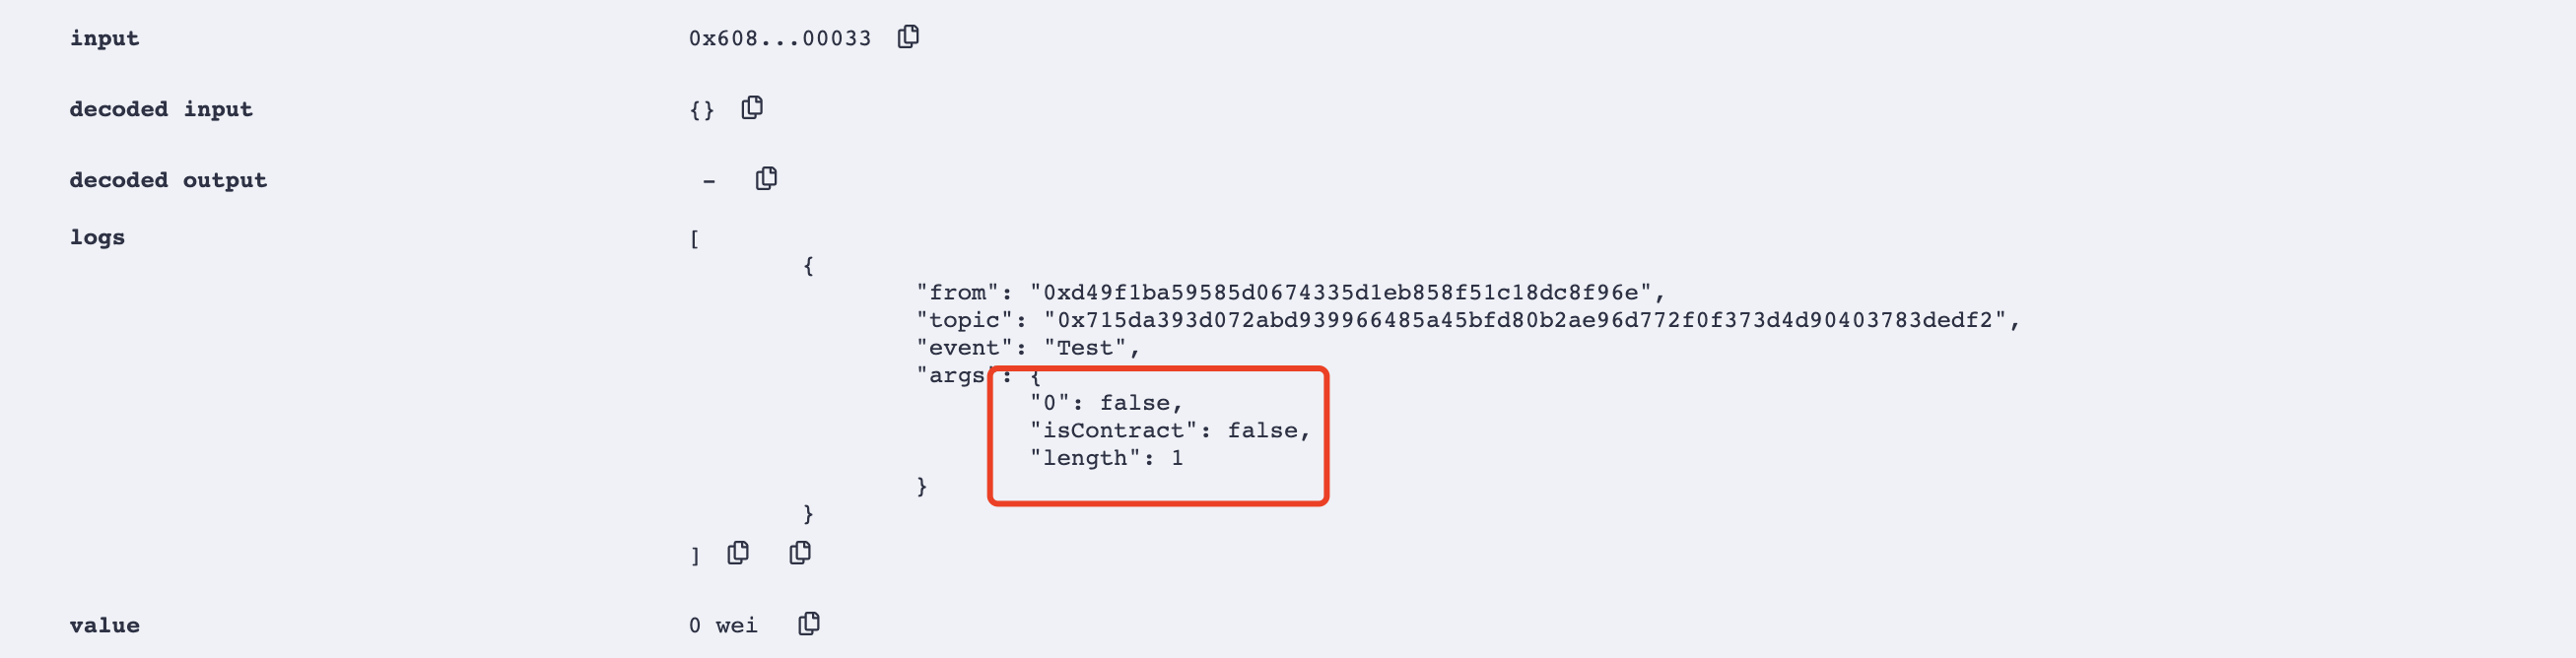 input 0x608...00033
decoded input {}
decoded output -
logs [
{
"from": "0xd49f1ba59585d0674335d1eb858f51c18dc8f96e",
"topic": "0x715da393d072abd939966485a45bfd80b2ae96d772f0f373d4d90403783dedf2",
"event": "Test",
"args": {
"0": false,
"isContract": false,
"length": 1
}
}
]
value 0 wei